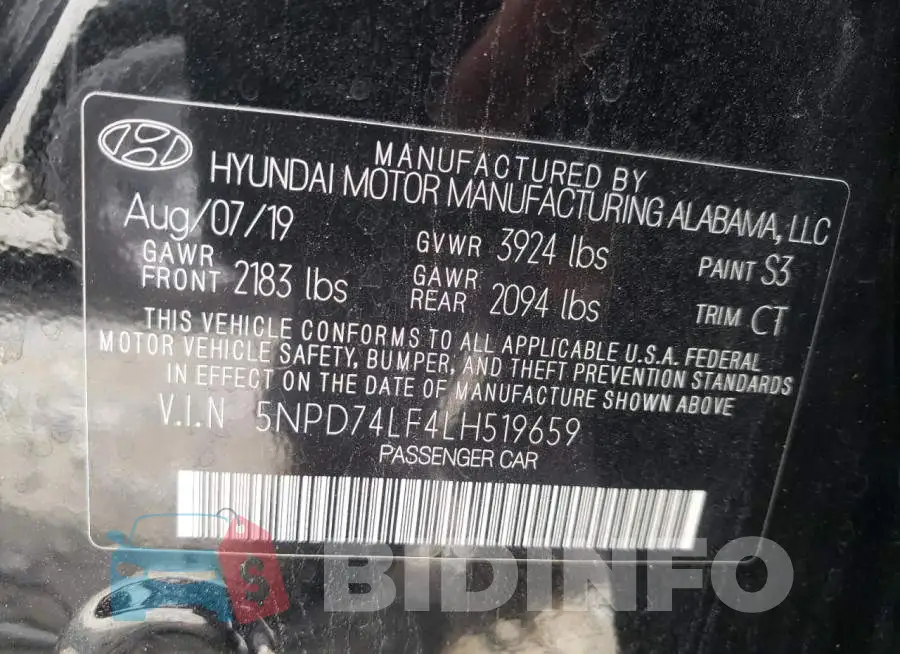 MANUFACTURED BY
HYUNDAI MOTOR MANUFACTURING ALABAMA, LLC
Aug/07/19 GVWR 3924 lbs PAINT S3
GAWR FRONT 2183 lbs GAWR REAR 2094 lbs TRIM CT
THIS VEHICLE CONFORMS TO ALL APPLICABLE U.S.A. FEDERAL
MOTOR VEHICLE SAFETY, BUMPER, AND THEFT PREVENTION STANDARDS
IN EFFECT ON THE DATE OF MANUFACTURE SHOWN ABOVE
V.I.N 5NPD74LF4LH519659
PASSENGER CAR
$ BIDINFO